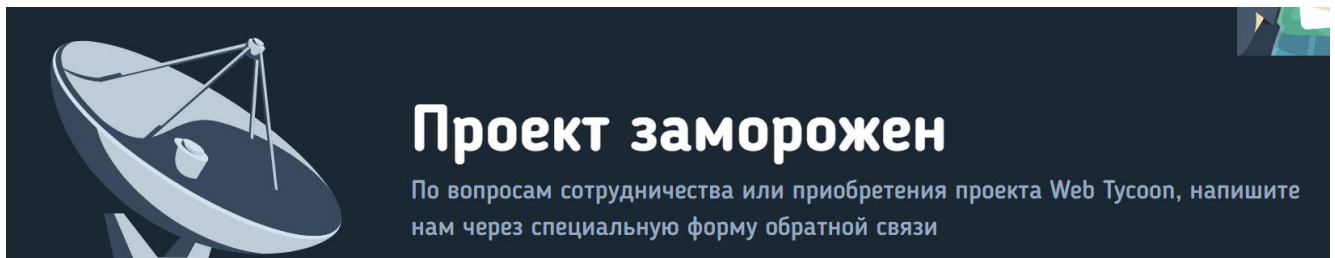 Проект заморожен
По вопросам сотрудничества или приобретения проекта Web Tycoon, напишите
нам через специальную форму обратной связи